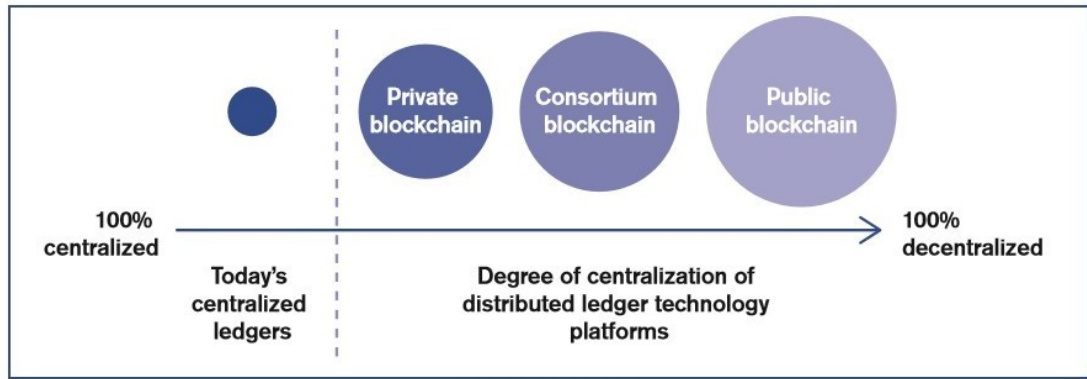 Private
blockchain
Consortium
blockchain
Public
blockchain
100%
centralized
100%
decentralized
Today's
centralized
ledgers
Degree of centralization of
distributed ledger technology
platforms